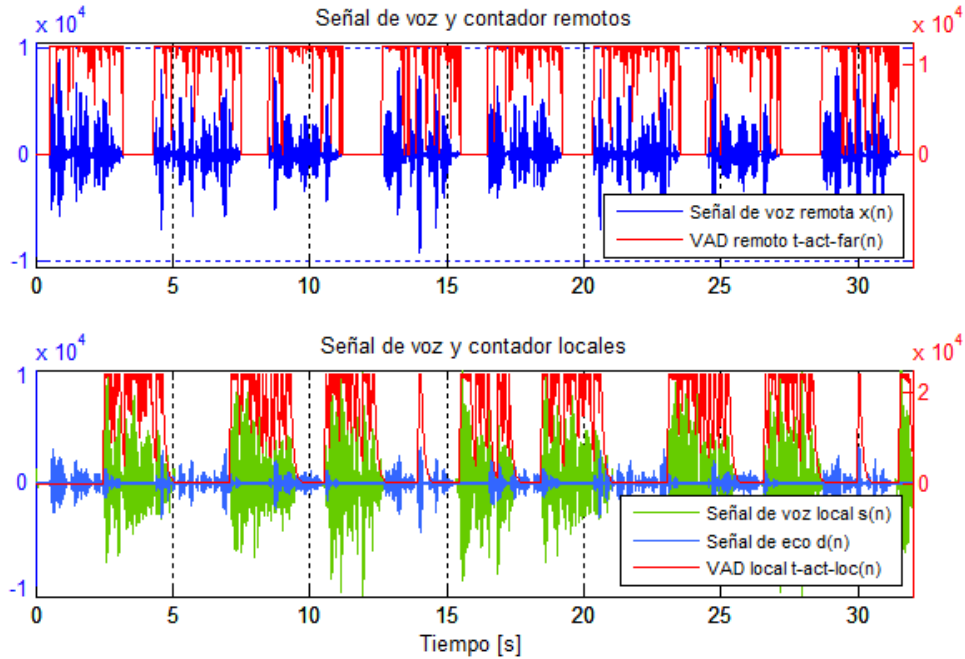 Señal de voz y contador remotos
x 10^4
x 10^4
1
0
-1
1
0
Señal de voz remota x(n)
VAD remoto t-act-far(n)
0 5 10 15 20 25 30
Señal de voz y contador locales
x 10^4
x 10^4
1
0
-1
2
0
Señal de voz local s(n)
Señal de eco d(n)
VAD local t-act-loc(n)
0 5 10 15 20 25 30
Tiempo [s]